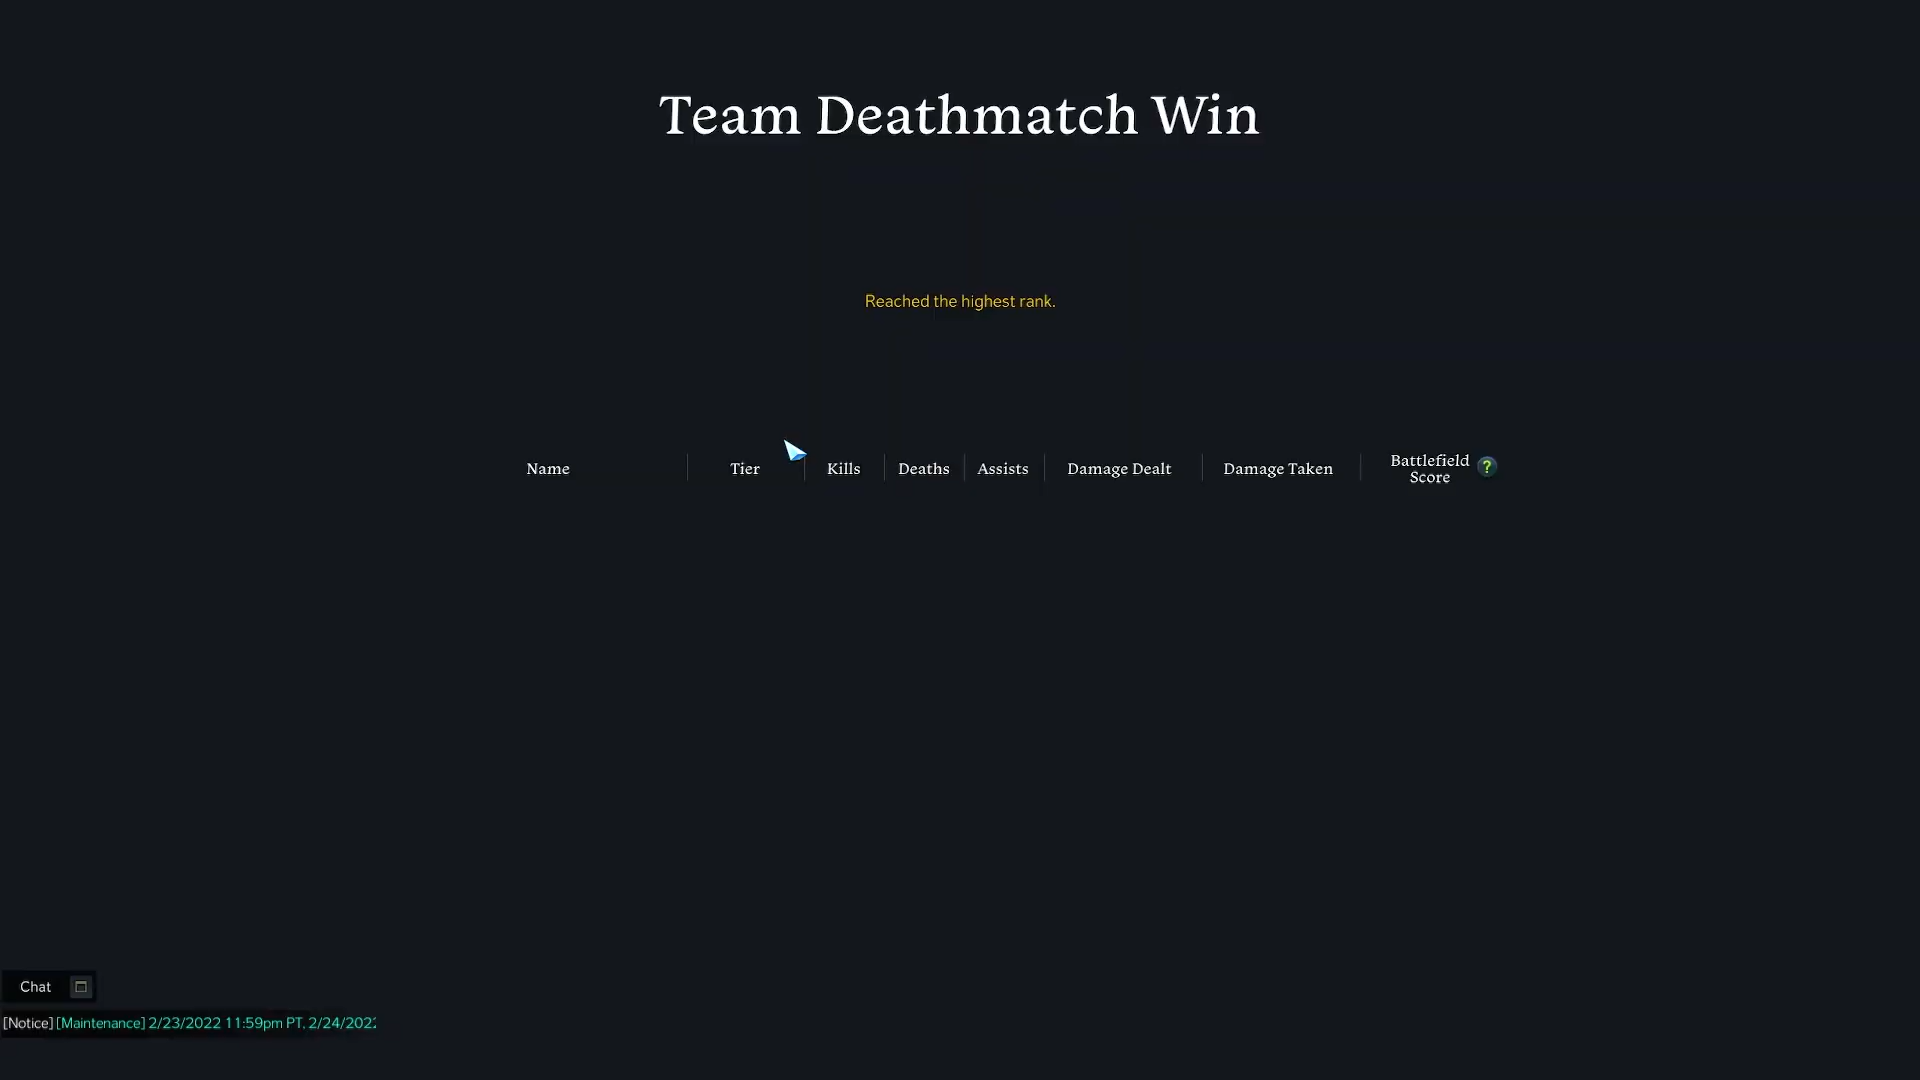 Team Deathmatch Win
Reached the highest rank.
Name Tier Kills Deaths Assists Damage Dealt Damage Taken Battlefield Score ?
Chat
[Notice] [Maintenance] 2/23/2022 11:59pm PT, 2/24/2022